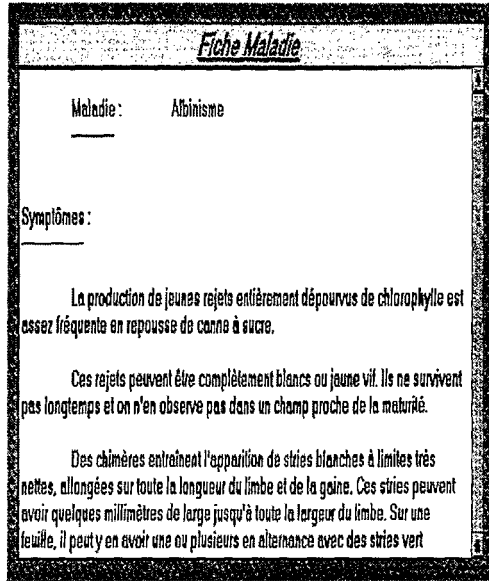 Fiche Maladie
Maladie : Albinisme
Symptômes :
La production de jeunes rejets entièrement dépourvus de chlorophylle est
assez fréquente en repousse de canne à sucre.
Ces rejets peuvent être complètement blancs ou jaune vif. Ils ne survivent
pas longtemps et on n'en observe pas dans un champ proche de la maturité.
Des chimères entraînent l'apparition de stries blanches à limites très
nettes, allongées sur toute la longueur du limbe et de la gaine. Ces stries peuvent
avoir quelques millimètres de large jusqu'à toute la largeur du limbe. Sur une
feuille, il peut y en avoir une ou plusieurs en alternance avec des stries vert